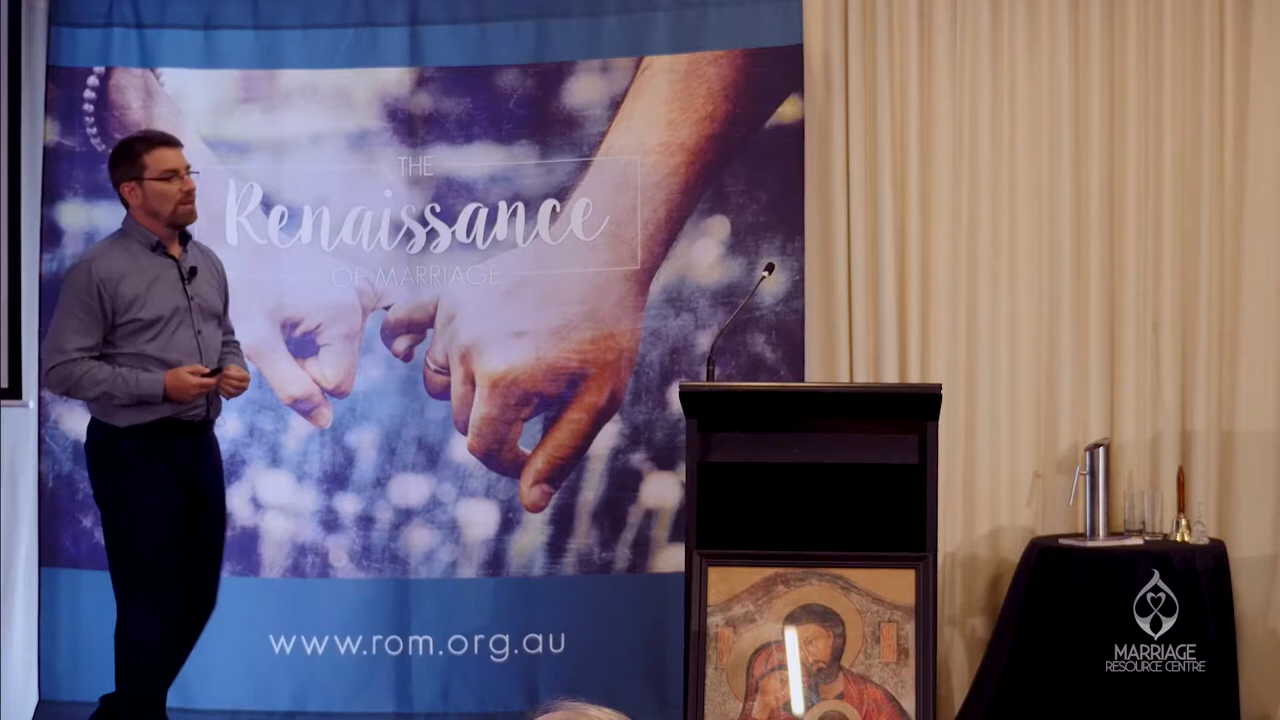 THE
Renaissance
OF MARRIAGE
www.rom.org.au
MARRIAGE
RESOURCE CENTRE